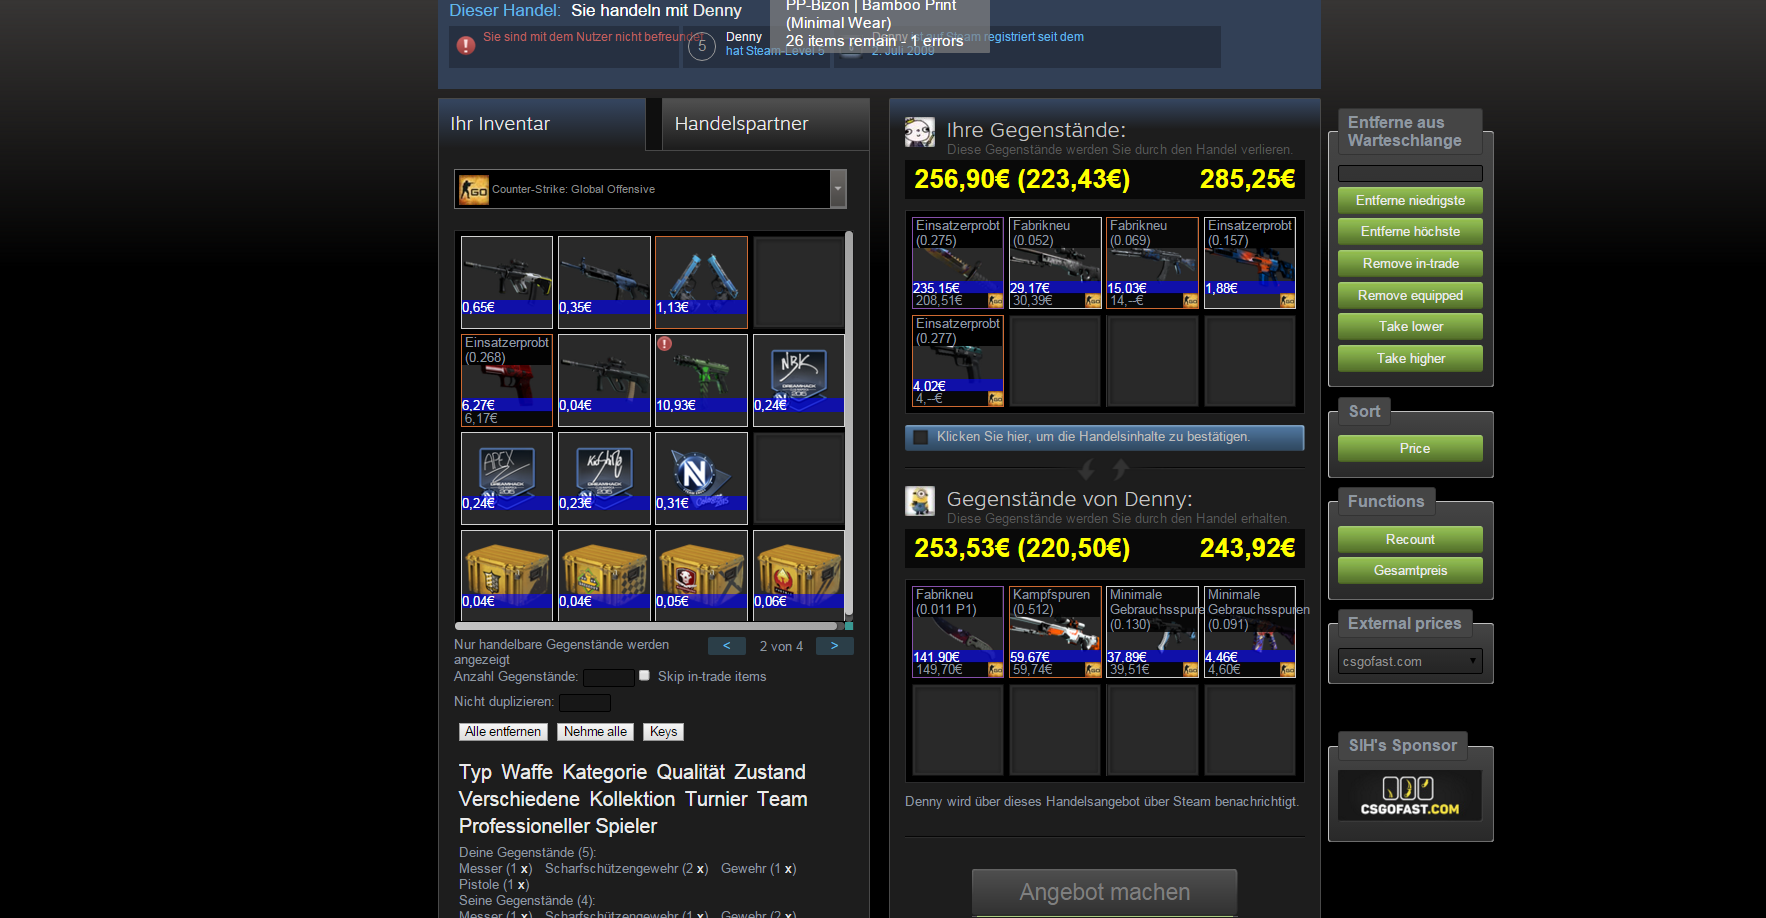 Dieser Handel: Sie handeln mit Denny
PP-Bizon | Bamboo Print
(Minimal Wear)
26 items remain - 1 errors
Sie sind mit dem Nutzer nicht befreundet
5
Denny
hat Steam-Level 5
Denny ist auf Steam registriert seit dem
2. Juli 2009
Ihr Inventar
Handelspartner
Counter-Strike: Global Offensive
0,65€
0,35€
1,13€
Einsatzerprobt
(0.268)
6,27€
6,17€
0,04€
10,93€
0,24€
0,24€
0,23€
0,31€
0,04€
0,04€
0,05€
0,06€
Nur handelbare Gegenstände werden
angezeigt
<
2 von 4
>
Anzahl Gegenstände:
Skip in-trade items
Nicht duplizieren:
Alle entfernen
Nehme alle
Keys
Typ Waffe Kategorie Qualität Zustand
Verschiedene Kollektion Turnier Team
Professioneller Spieler
Deine Gegenstände (5):
Messer (1 x) Scharfschützengewehr (2 x) Gewehr (1 x)
Pistole (1 x)
Seine Gegenstände (4):
Messer (1 x) Scharfschützengewehr (1 x) Gewehr (2 x)
Ihre Gegenstände:
Diese Gegenstände werden Sie durch den Handel verlieren.
256,90€ (223,43€) 285,25€
Einsatzerprobt
(0.275)
235.15€
208,51€
Fabrikneu
(0.052)
29.17€
30,39€
Fabrikneu
(0.069)
15.03€
14,--€
Einsatzerprobt
(0.157)
1,88€
Einsatzerprobt
(0.277)
4.02€
4,--€
Klicken Sie hier, um die Handelsinhalte zu bestätigen.
Gegenstände von Denny:
Diese Gegenstände werden Sie durch den Handel erhalten.
253,53€ (220,50€) 243,92€
Fabrikneu
(0.011 P1)
141.90€
149,70€
Kampfspuren
(0.512)
59.67€
59,74€
Minimale
Gebrauchsspuren
(0.130)
37.89€
39,51€
Minimale
Gebrauchsspuren
(0.091)
4.46€
4,60€
Denny wird über dieses Handelsangebot über Steam benachrichtigt.
Angebot machen
Entferne aus
Warteschlange
Entferne niedrigste
Entferne höchste
Remove in-trade
Remove equipped
Take lower
Take higher
Sort
Price
Functions
Recount
Gesamtpreis
External prices
csgofast.com
SIH's Sponsor
CSGOFAST.COM